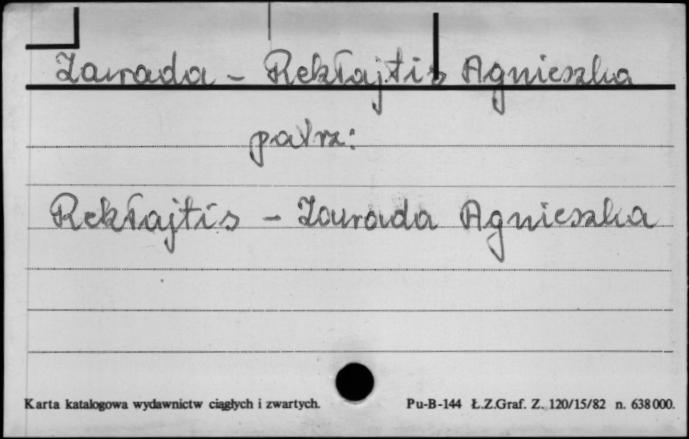 Zawada - Rekłajtis Agnieszka
patrz:
Rekłajtis - Zawada Agnieszka
Karta katalogowa wydawnictw ciągłych i zwartych. Pu-B-144 Ł.Z.Graf. Z. 120/15/82 n. 638000.